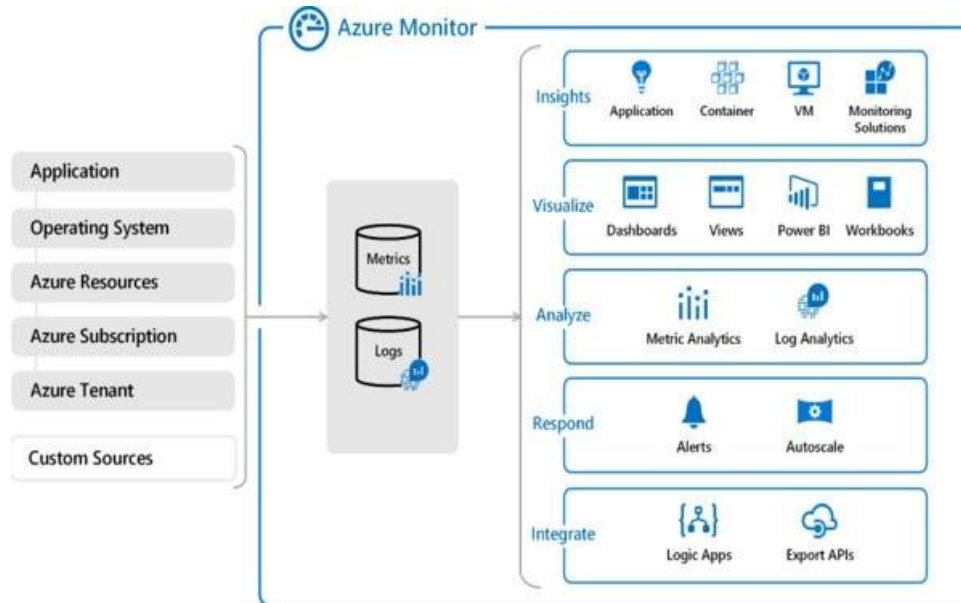 Azure Monitor
Application
Operating System
Azure Resources
Azure Subscription
Azure Tenant
Custom Sources
Metrics
Logs
Insights
Application
Container
VM
Monitoring
Solutions
Visualize
Dashboards
Views
Power BI
Workbooks
Analyze
Metric Analytics
Log Analytics
Respond
Alerts
Autoscale
Integrate
Logic Apps
Export APIs